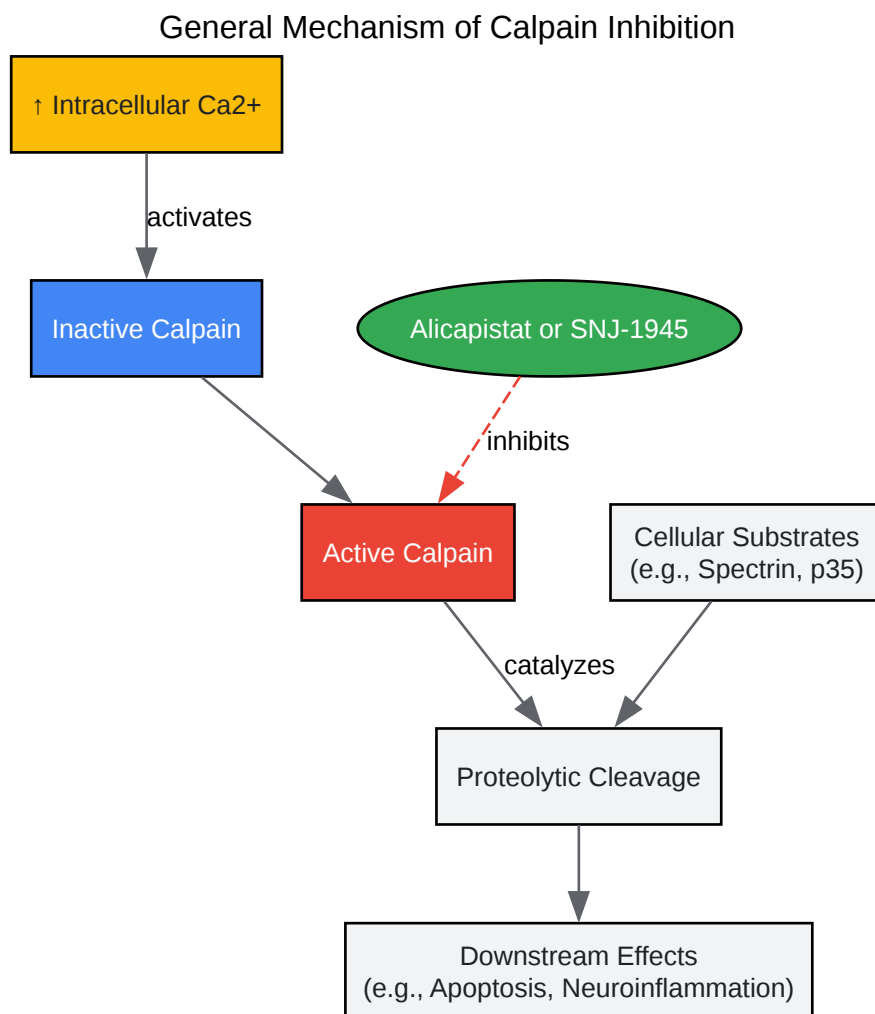 General Mechanism of Calpain Inhibition
↑ Intracellular Ca2+
activates
Inactive Calpain
Alicapistat or SNJ-1945
inhibits
Active Calpain
Cellular Substrates
(e.g., Spectrin, p35)
catalyzes
Proteolytic Cleavage
Downstream Effects
(e.g., Apoptosis, Neuroinflammation)